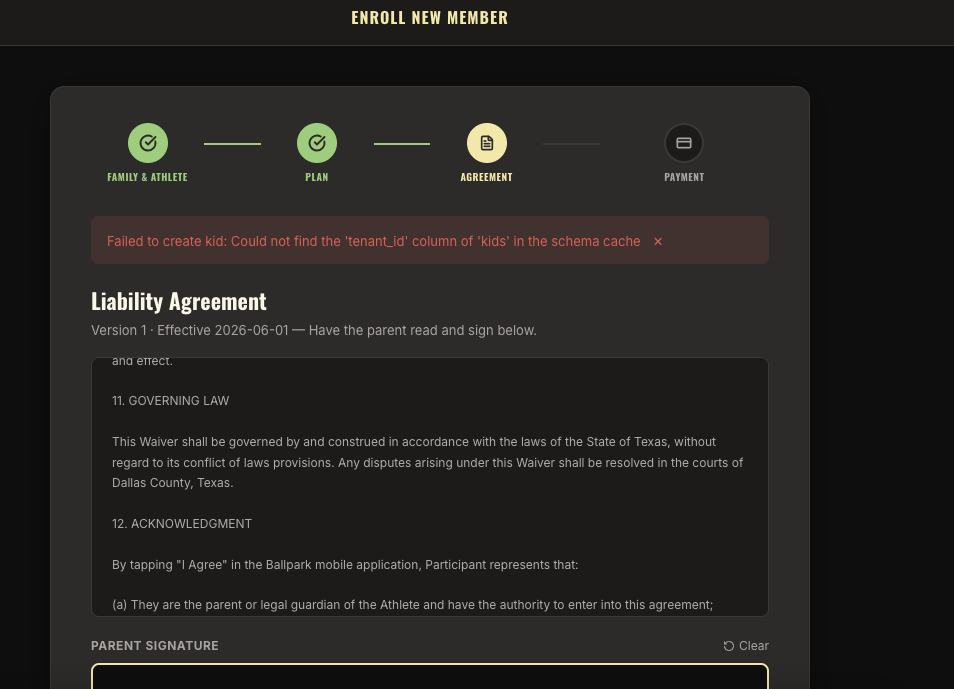 ENROLL NEW MEMBER
FAMILY & ATHLETE
PLAN
AGREEMENT
PAYMENT
Failed to create kid: Could not find the 'tenant_id' column of 'kids' in the schema cache ×
Liability Agreement
Version 1 · Effective 2026-06-01 — Have the parent read and sign below.
and effect.
11. GOVERNING LAW
This Waiver shall be governed by and construed in accordance with the laws of the State of Texas, without
regard to its conflict of laws provisions. Any disputes arising under this Waiver shall be resolved in the courts of
Dallas County, Texas.
12. ACKNOWLEDGMENT
By tapping "I Agree" in the Ballpark mobile application, Participant represents that:
(a) They are the parent or legal guardian of the Athlete and have the authority to enter into this agreement;
PARENT SIGNATURE
Clear